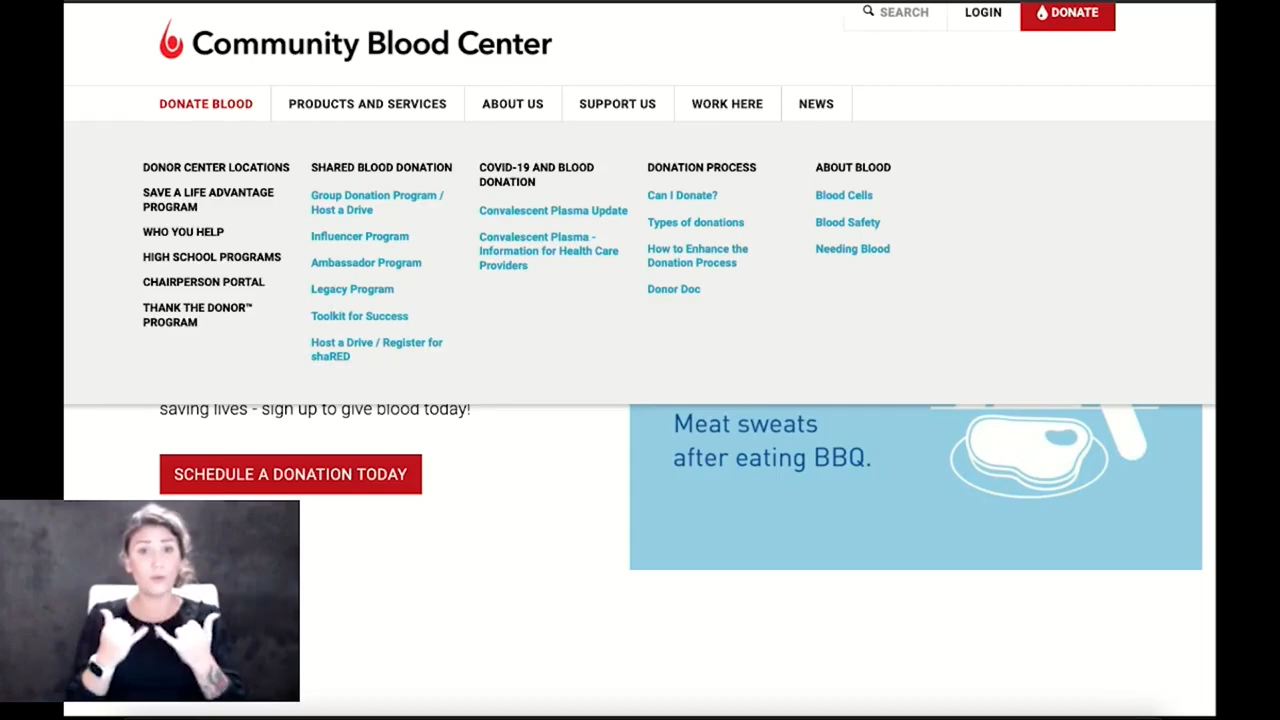 SEARCH
LOGIN
DONATE
Community Blood Center
DONATE BLOOD
PRODUCTS AND SERVICES
ABOUT US
SUPPORT US
WORK HERE
NEWS
DONOR CENTER LOCATIONS
SAVE A LIFE ADVANTAGE
PROGRAM
WHO YOU HELP
HIGH SCHOOL PROGRAMS
CHAIRPERSON PORTAL
THANK THE DONOR™
PROGRAM
SHARED BLOOD DONATION
Group Donation Program /
Host a Drive
Influencer Program
Ambassador Program
Legacy Program
Toolkit for Success
Host a Drive / Register for
shaRED
COVID-19 AND BLOOD
DONATION
Convalescent Plasma Update
Convalescent Plasma -
Information for Health Care
Providers
DONATION PROCESS
Can I Donate?
Types of donations
How to Enhance the
Donation Process
Donor Doc
ABOUT BLOOD
Blood Cells
Blood Safety
Needing Blood
saving lives - sign up to give blood today!
SCHEDULE A DONATION TODAY
Meat sweats
after eating BBQ.